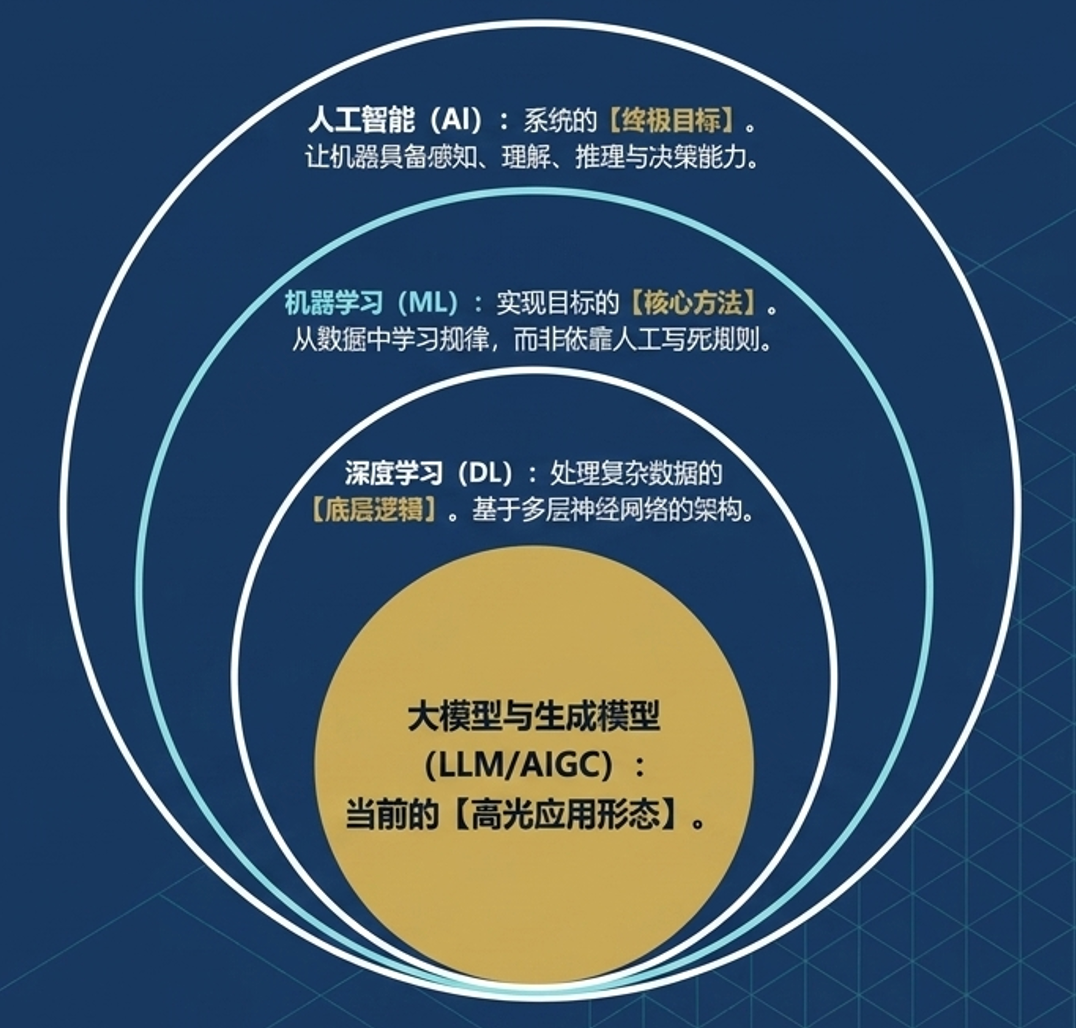 人工智能（AI）：系统的【终极目标】。
让机器具备感知、理解、推理与决策能力。
机器学习（ML）：实现目标的【核心方法】。
从数据中学习规律，而非依靠人工写死规则。
深度学习（DL）：处理复杂数据的
【底层逻辑】。基于多层神经网络的架构。
大模型与生成模型
（LLM/AIGC）：
当前的【高光应用形态】。